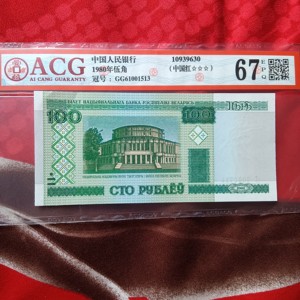 ACG
AI CANG GUARANTY
中国人民银行
1980年伍角
冠号：GG61001513
10939630
（中国红☆☆☆）
67 EPQ
100
100
СТО РУБЛЁЎ